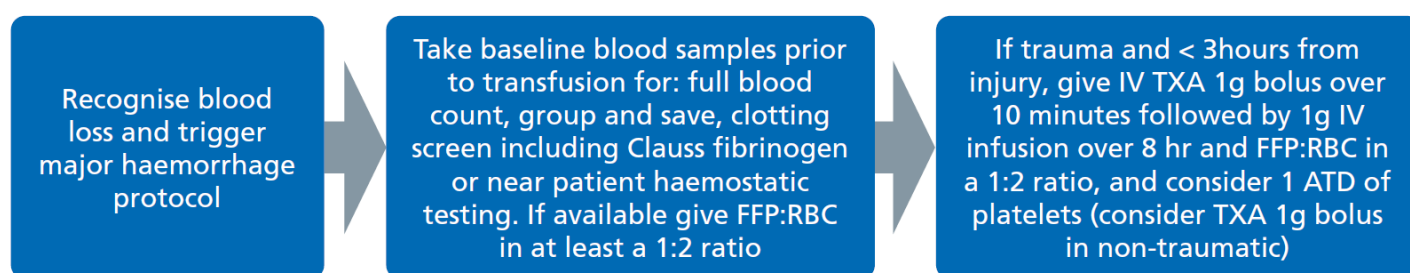 Recognise blood
loss and trigger
major haemorrhage
protocol
Take baseline blood samples prior
to transfusion for: full blood
count, group and save, clotting
screen including Clauss fibrinogen
or near patient haemostatic
testing. If available give FFP:RBC
in at least a 1:2 ratio
If trauma and < 3hours from
injury, give IV TXA 1g bolus over
10 minutes followed by 1g IV
infusion over 8 hr and FFP:RBC in
a 1:2 ratio, and consider 1 ATD of
platelets (consider TXA 1g bolus
in non-traumatic)